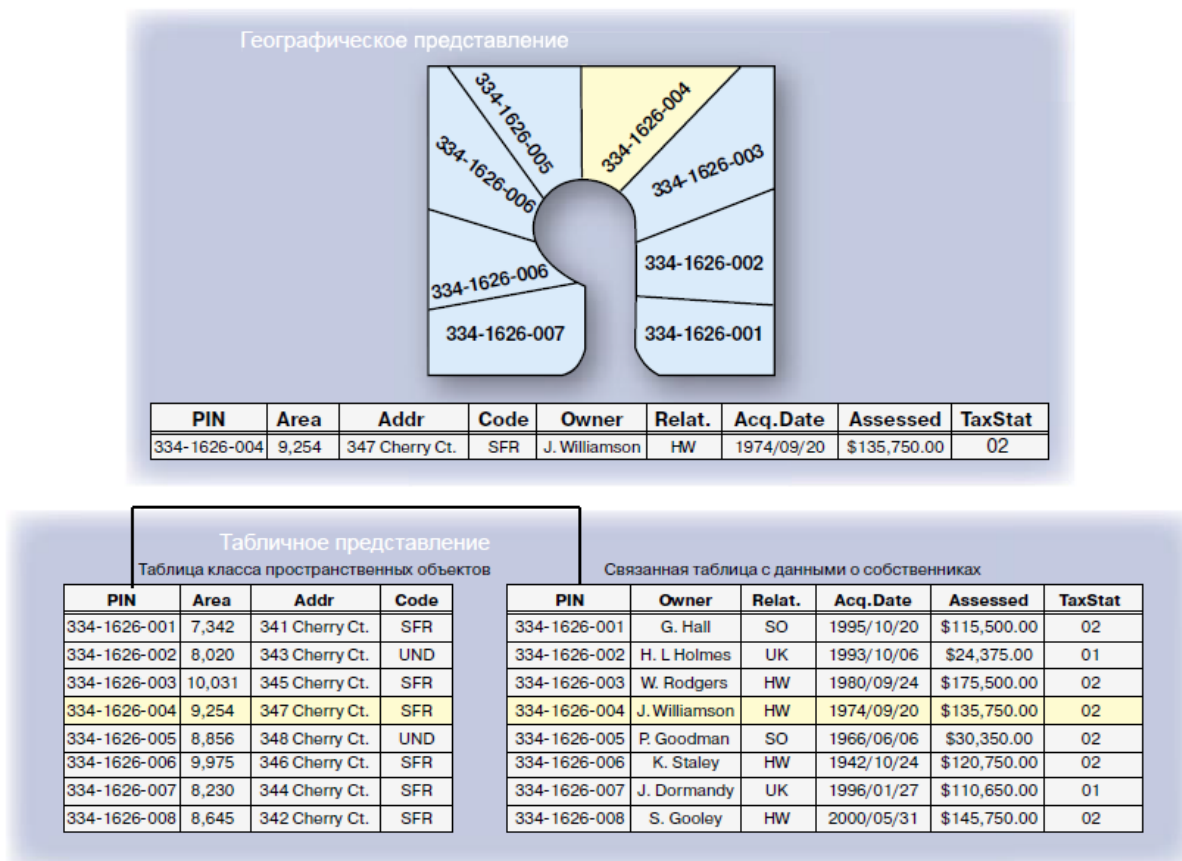 Географическое представление
334-1626-005
334-1626-004
334-1626-006
334-1626-003
334-1626-006
334-1626-002
334-1626-007
334-1626-001
PIN Area Addr Code Owner Relat. Acq.Date Assessed TaxStat
334-1626-004 9,254 347 Cherry Ct. SFR J. Williamson HW 1974/09/20 $135,750.00 02
Табличное представление
Таблица класса пространственных объектов
PIN Area Addr Code
334-1626-001 7,342 341 Cherry Ct. SFR
334-1626-002 8,020 343 Cherry Ct. UND
334-1626-003 10,031 345 Cherry Ct. SFR
334-1626-004 9,254 347 Cherry Ct. SFR
334-1626-005 8,856 348 Cherry Ct. UND
334-1626-006 9,975 346 Cherry Ct. SFR
334-1626-007 8,230 344 Cherry Ct. SFR
334-1626-008 8,645 342 Cherry Ct. SFR
Связанная таблица с данными о собственниках
PIN Owner Relat. Acq.Date Assessed TaxStat
334-1626-001 G. Hall SO 1995/10/20 $115,500.00 02
334-1626-002 H. L Holmes UK 1993/10/06 $24,375.00 01
334-1626-003 W. Rodgers HW 1980/09/24 $175,500.00 02
334-1626-004 J. Williamson HW 1974/09/20 $135,750.00 02
334-1626-005 P. Goodman SO 1966/06/06 $30,350.00 02
334-1626-006 K. Staley HW 1942/10/24 $120,750.00 02
334-1626-007 J. Dormandy UK 1996/01/27 $110,650.00 01
334-1626-008 S. Gooley HW 2000/05/31 $145,750.00 02